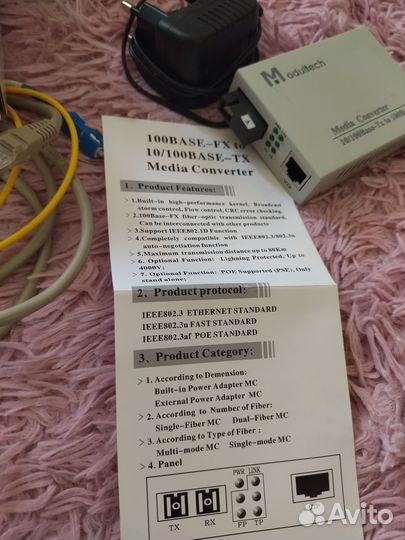 Modultech
Media Converter
10/100Base-Tx to
100BASE-FX to
10/100BASE-TX
Media Converter
1. Product Features:
> 1.Built-in high-performance kernel, Broadcast
storm control, Flow control, CRC error checking,
> 2.100Base-FX fiber-optic transmission standard.
Can be interconnected with other products
> 3.Support IEEE802.1D Function
> 4.Completely compatible with IEEE802.3/802.3u
auto-negotiation function
> 5.Maximum transmission distance up to 80Km
> 6. Optional Function: Lighning Protected, Up to
4000V;
> 7. Optional Function: POE Supported (PSE), Only
stand alone;
2、Product protocol:
IEEE802.3 ETHERNET STANDARD
IEEE802.3u FAST STANDARD
IEEE802.3af POE STANDARD
3、Product Category:
> 1. According to Demension:
Built-in Power Adapter MC
External Power Adapter MC
> 2. According to Number of Fiber:
Single-Fiber MC Dual-Fiber MC
> 3. According to Type of Fiber :
Multi-mode MC Single-mode MC
> 4. Panel
PWR LINK
TX RX FP TP
Avito